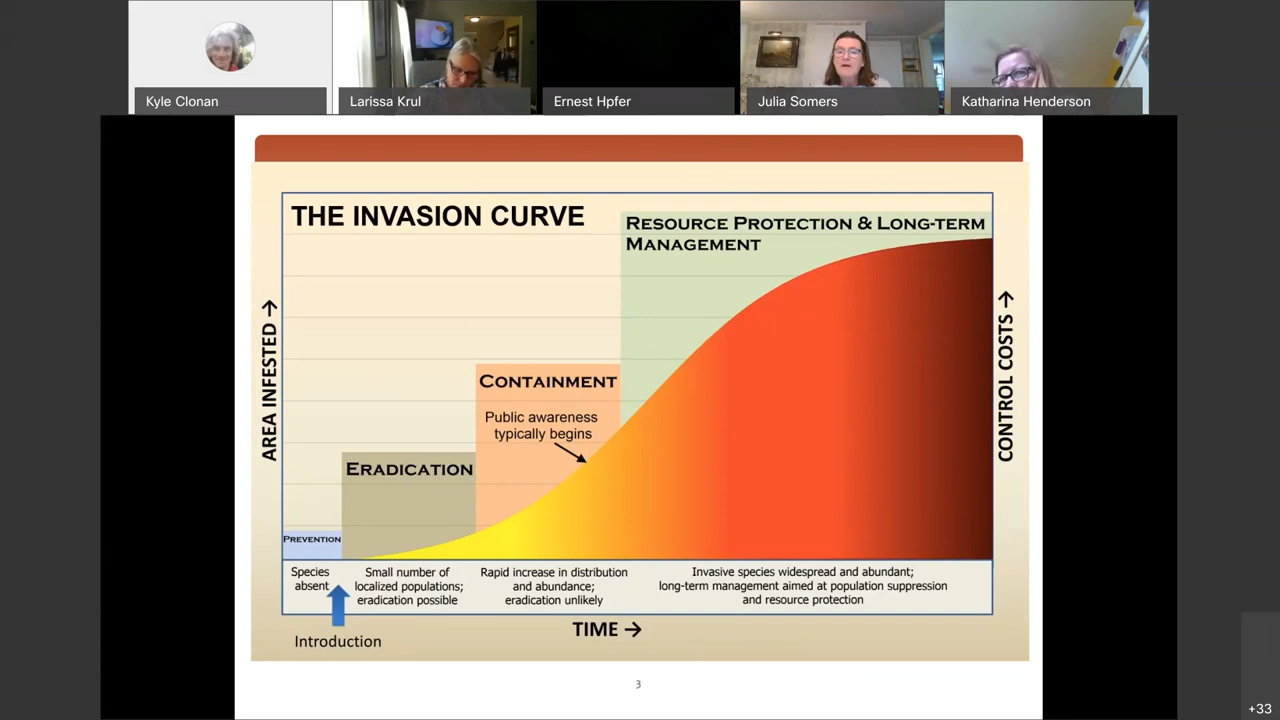 Kyle Clonan
Larissa Krul
Ernest Hpfer
Julia Somers
Katharina Henderson
THE INVASION CURVE
RESOURCE PROTECTION & LONG-TERM
MANAGEMENT
AREA INFESTED →
CONTROL COSTS →
CONTAINMENT
Public awareness
typically begins
ERADICATION
PREVENTION
Species
absent
Small number of
localized populations;
eradication possible
Rapid increase in distribution
and abundance;
eradication unlikely
Invasive species widespread and abundant;
long-term management aimed at population suppression
and resource protection
Introduction
TIME →
3
+33